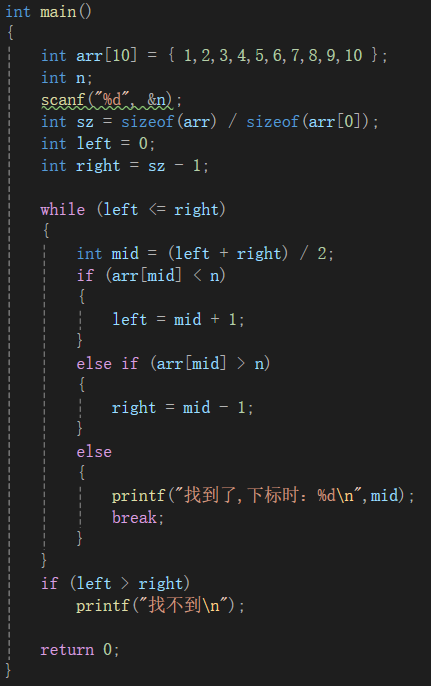 int main()
{
int arr[10] = { 1,2,3,4,5,6,7,8,9,10 };
int n;
scanf("%d", &n);
int sz = sizeof(arr) / sizeof(arr[0]);
int left = 0;
int right = sz - 1;
while (left <= right)
{
int mid = (left + right) / 2;
if (arr[mid] < n)
{
left = mid + 1;
}
else if (arr[mid] > n)
{
right = mid - 1;
}
else
{
printf("找到了,下标时：%d\n",mid);
break;
}
}
if (left > right)
printf("找不到\n");
return 0;
}